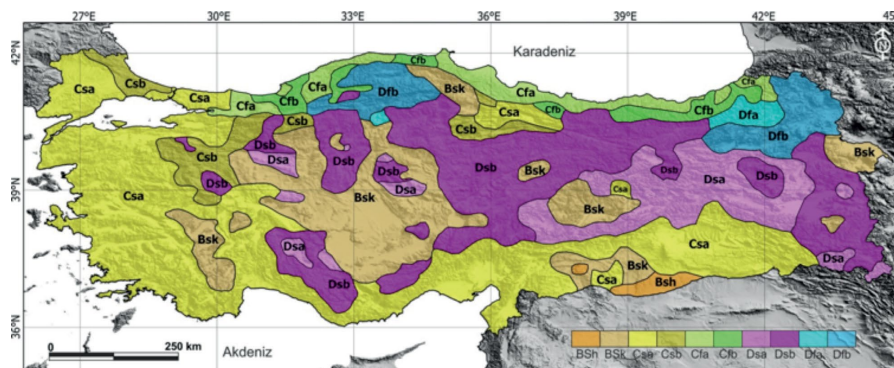 27°E 30°E 33°E 36°E 39°E 42°E 45
42°N
Karadeniz
Csa Csb Csa Cfa Cfb Cfa Dfb Cfb Bsk Cfa Csa Cfb Cfb Cfa Dfa Dfb
Csb Csb Dsb Dsa Dsb Csb Bsk
39°N
Csa Dsb Bsk Dsb Dsa Dsb Bsk Csa Bsk Dsb Dsa Dsb
Bsk Dsa Dsb Csa Bsk Csa Bsh Dsa
36°N
0 250 km
Akdeniz
BSh BSk Csa Csb Cfa Cfb Dsa Dsb Dfa Dfb